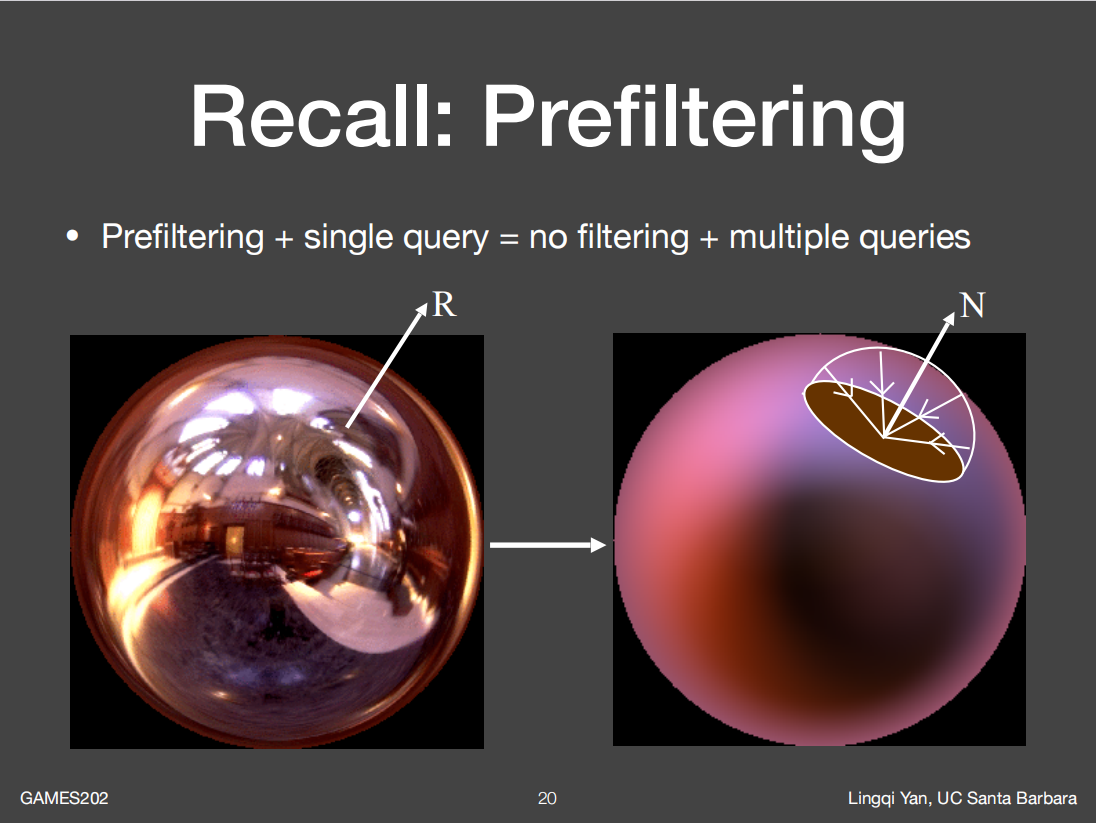 Recall: Prefiltering
• Prefiltering + single query = no filtering + multiple queries
R
N
GAMES202
20
Lingqi Yan, UC Santa Barbara